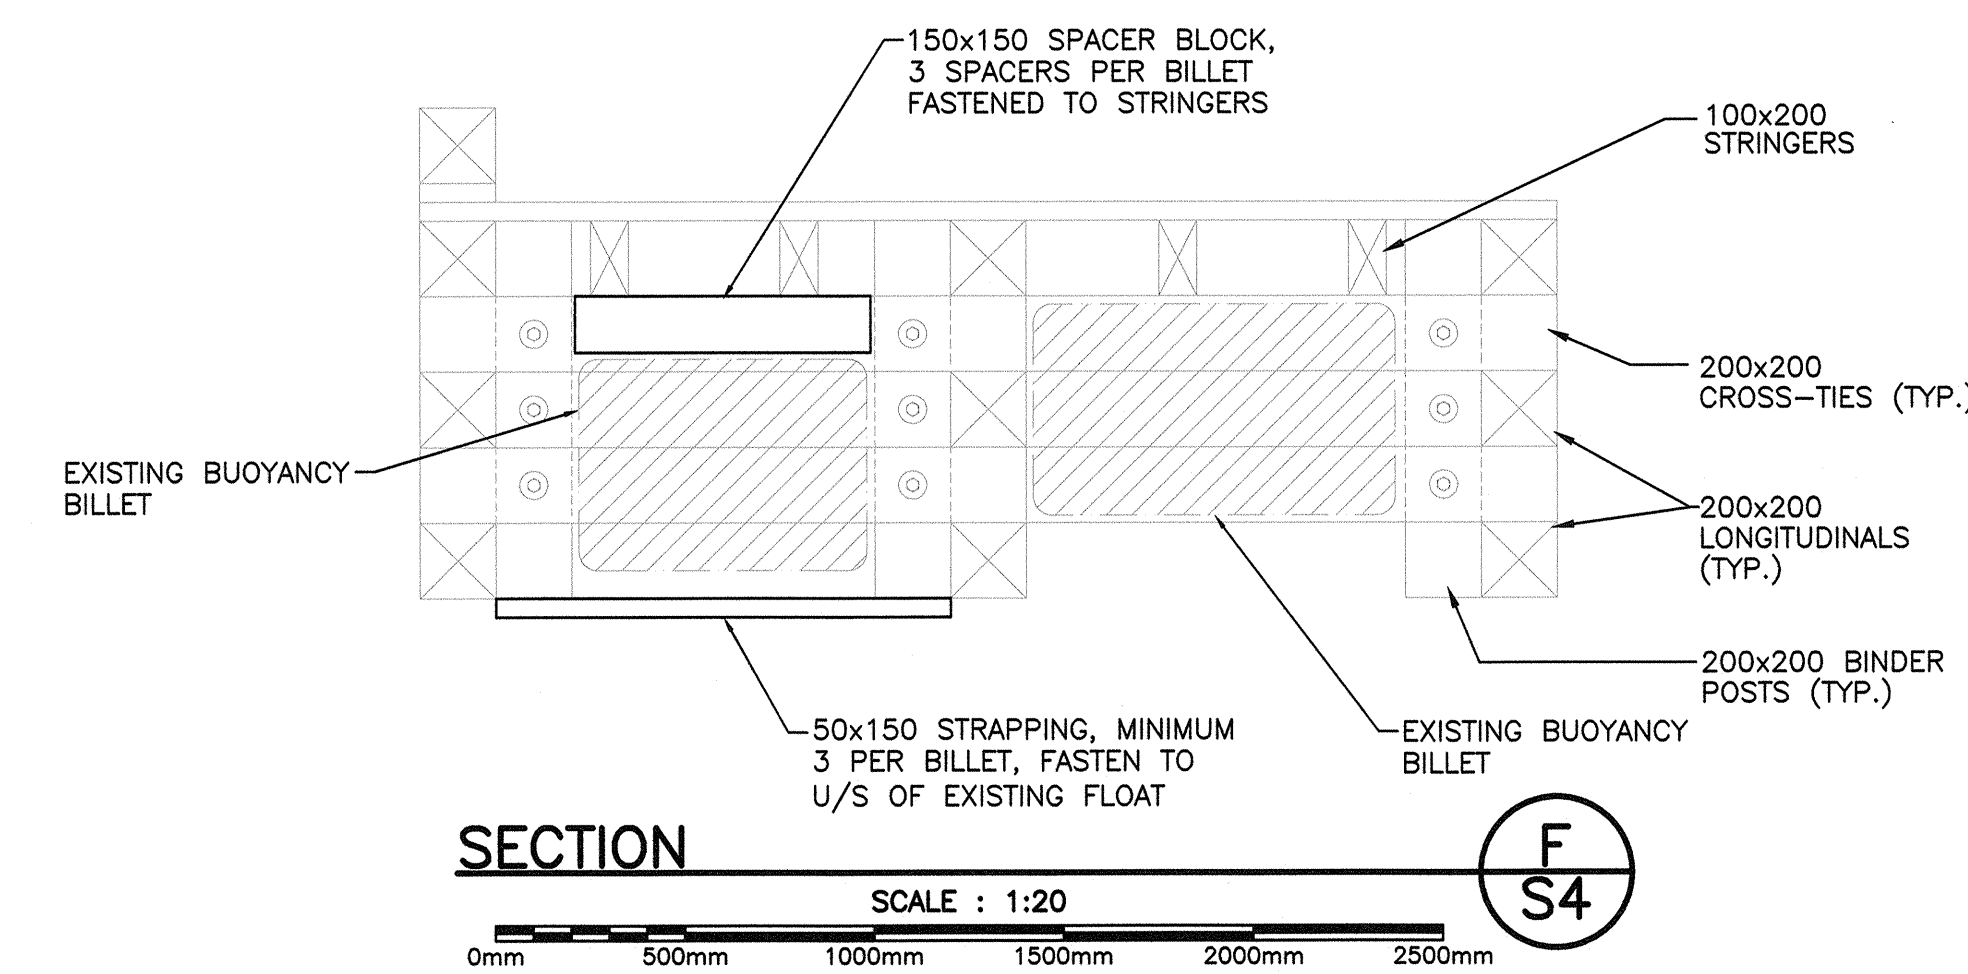 150x150 SPACER BLOCK,
3 SPACERS PER BILLET
FASTENED TO STRINGERS
100x200
STRINGERS
200x200
CROSS-TIES (TYP.)
EXISTING BUOYANCY
BILLET
200x200
LONGITUDINALS
(TYP.)
200x200 BINDER
POSTS (TYP.)
50x150 STRAPPING, MINIMUM
3 PER BILLET, FASTEN TO
U/S OF EXISTING FLOAT
EXISTING BUOYANCY
BILLET
SECTION
F
S4
SCALE : 1:20
0mm 500mm 1000mm 1500mm 2000mm 2500mm